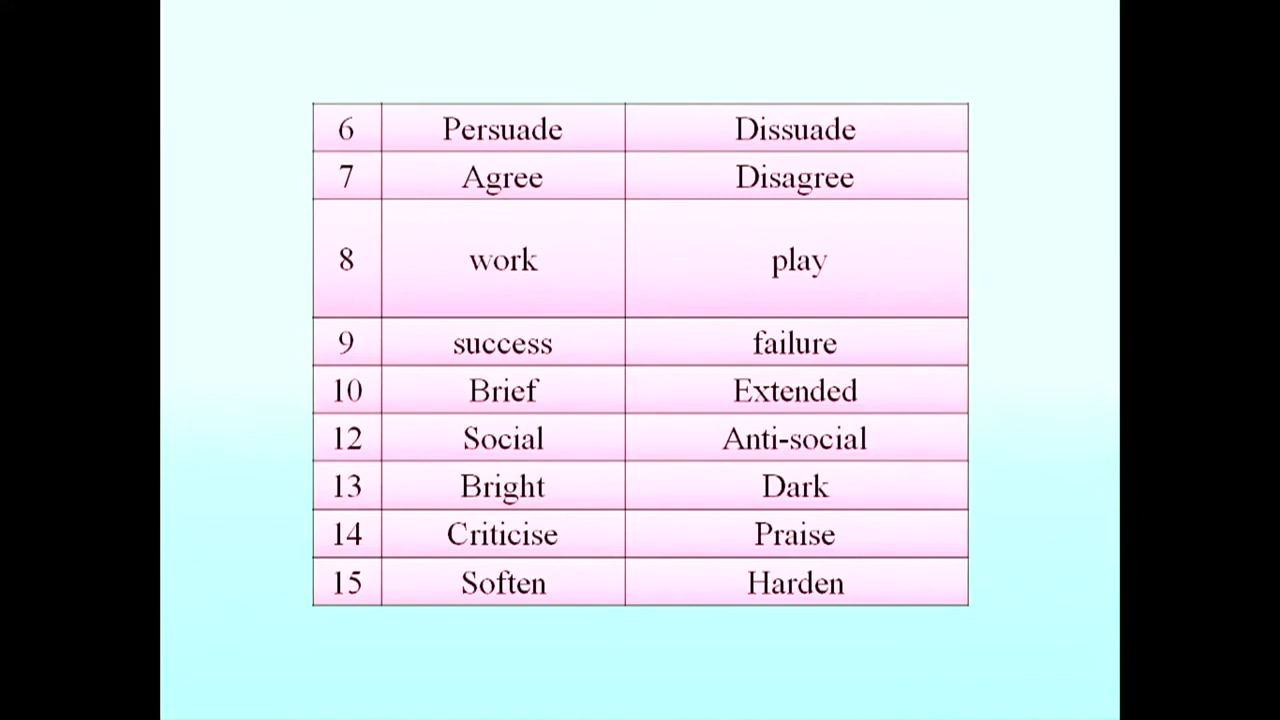 6 Persuade Dissuade
7 Agree Disagree
8 work play
9 success failure
10 Brief Extended
12 Social Anti-social
13 Bright Dark
14 Criticise Praise
15 Soften Harden